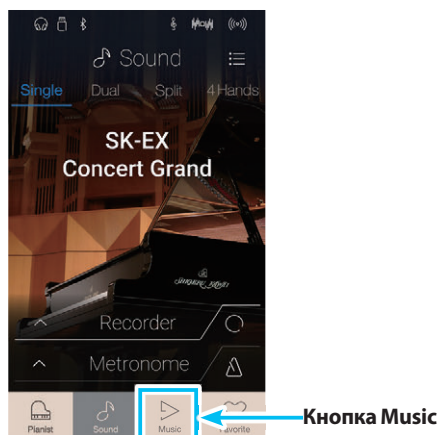 Sound
Single Dual Split 4 Hands
SK-EX
Concert Grand
Recorder
Metronome
Pianist Sound Music Favorite
Кнопка Music